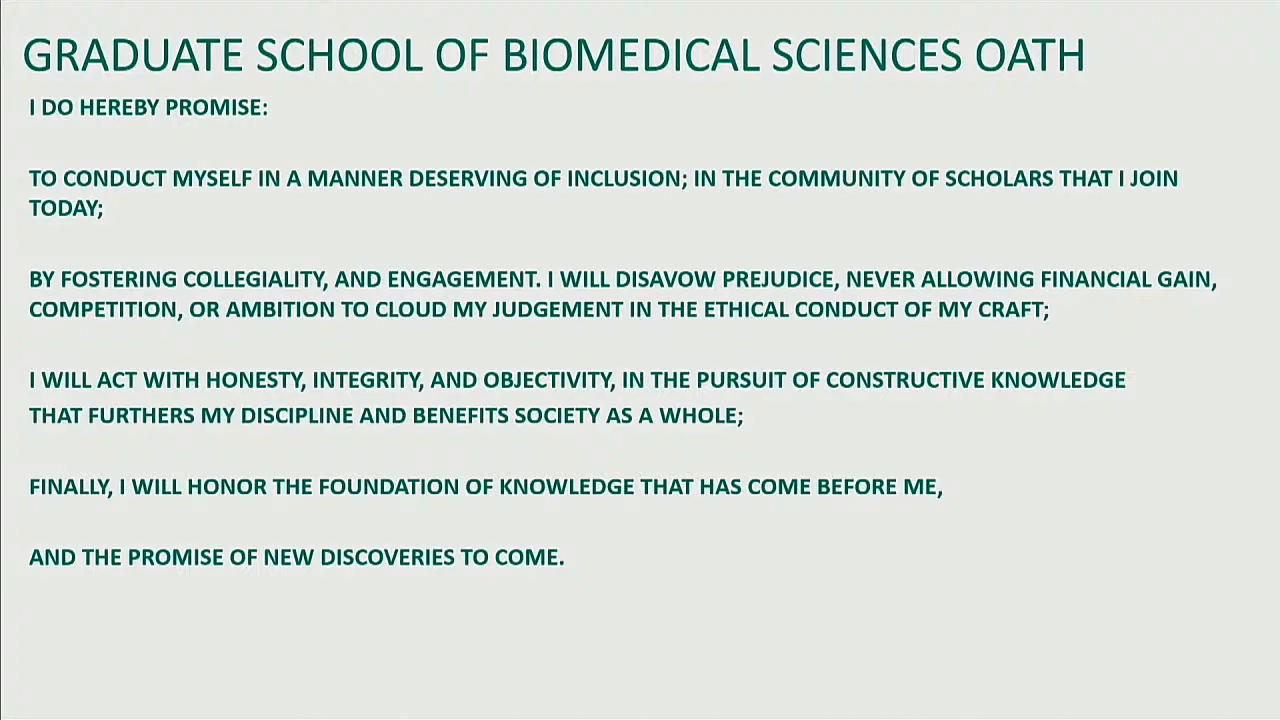 GRADUATE SCHOOL OF BIOMEDICAL SCIENCES OATH
I DO HEREBY PROMISE:
TO CONDUCT MYSELF IN A MANNER DESERVING OF INCLUSION; IN THE COMMUNITY OF SCHOLARS THAT I JOIN
TODAY;
BY FOSTERING COLLEGIALITY, AND ENGAGEMENT. I WILL DISAVOW PREJUDICE, NEVER ALLOWING FINANCIAL GAIN,
COMPETITION, OR AMBITION TO CLOUD MY JUDGEMENT IN THE ETHICAL CONDUCT OF MY CRAFT;
I WILL ACT WITH HONESTY, INTEGRITY, AND OBJECTIVITY, IN THE PURSUIT OF CONSTRUCTIVE KNOWLEDGE
THAT FURTHERS MY DISCIPLINE AND BENEFITS SOCIETY AS A WHOLE;
FINALLY, I WILL HONOR THE FOUNDATION OF KNOWLEDGE THAT HAS COME BEFORE ME,
AND THE PROMISE OF NEW DISCOVERIES TO COME.